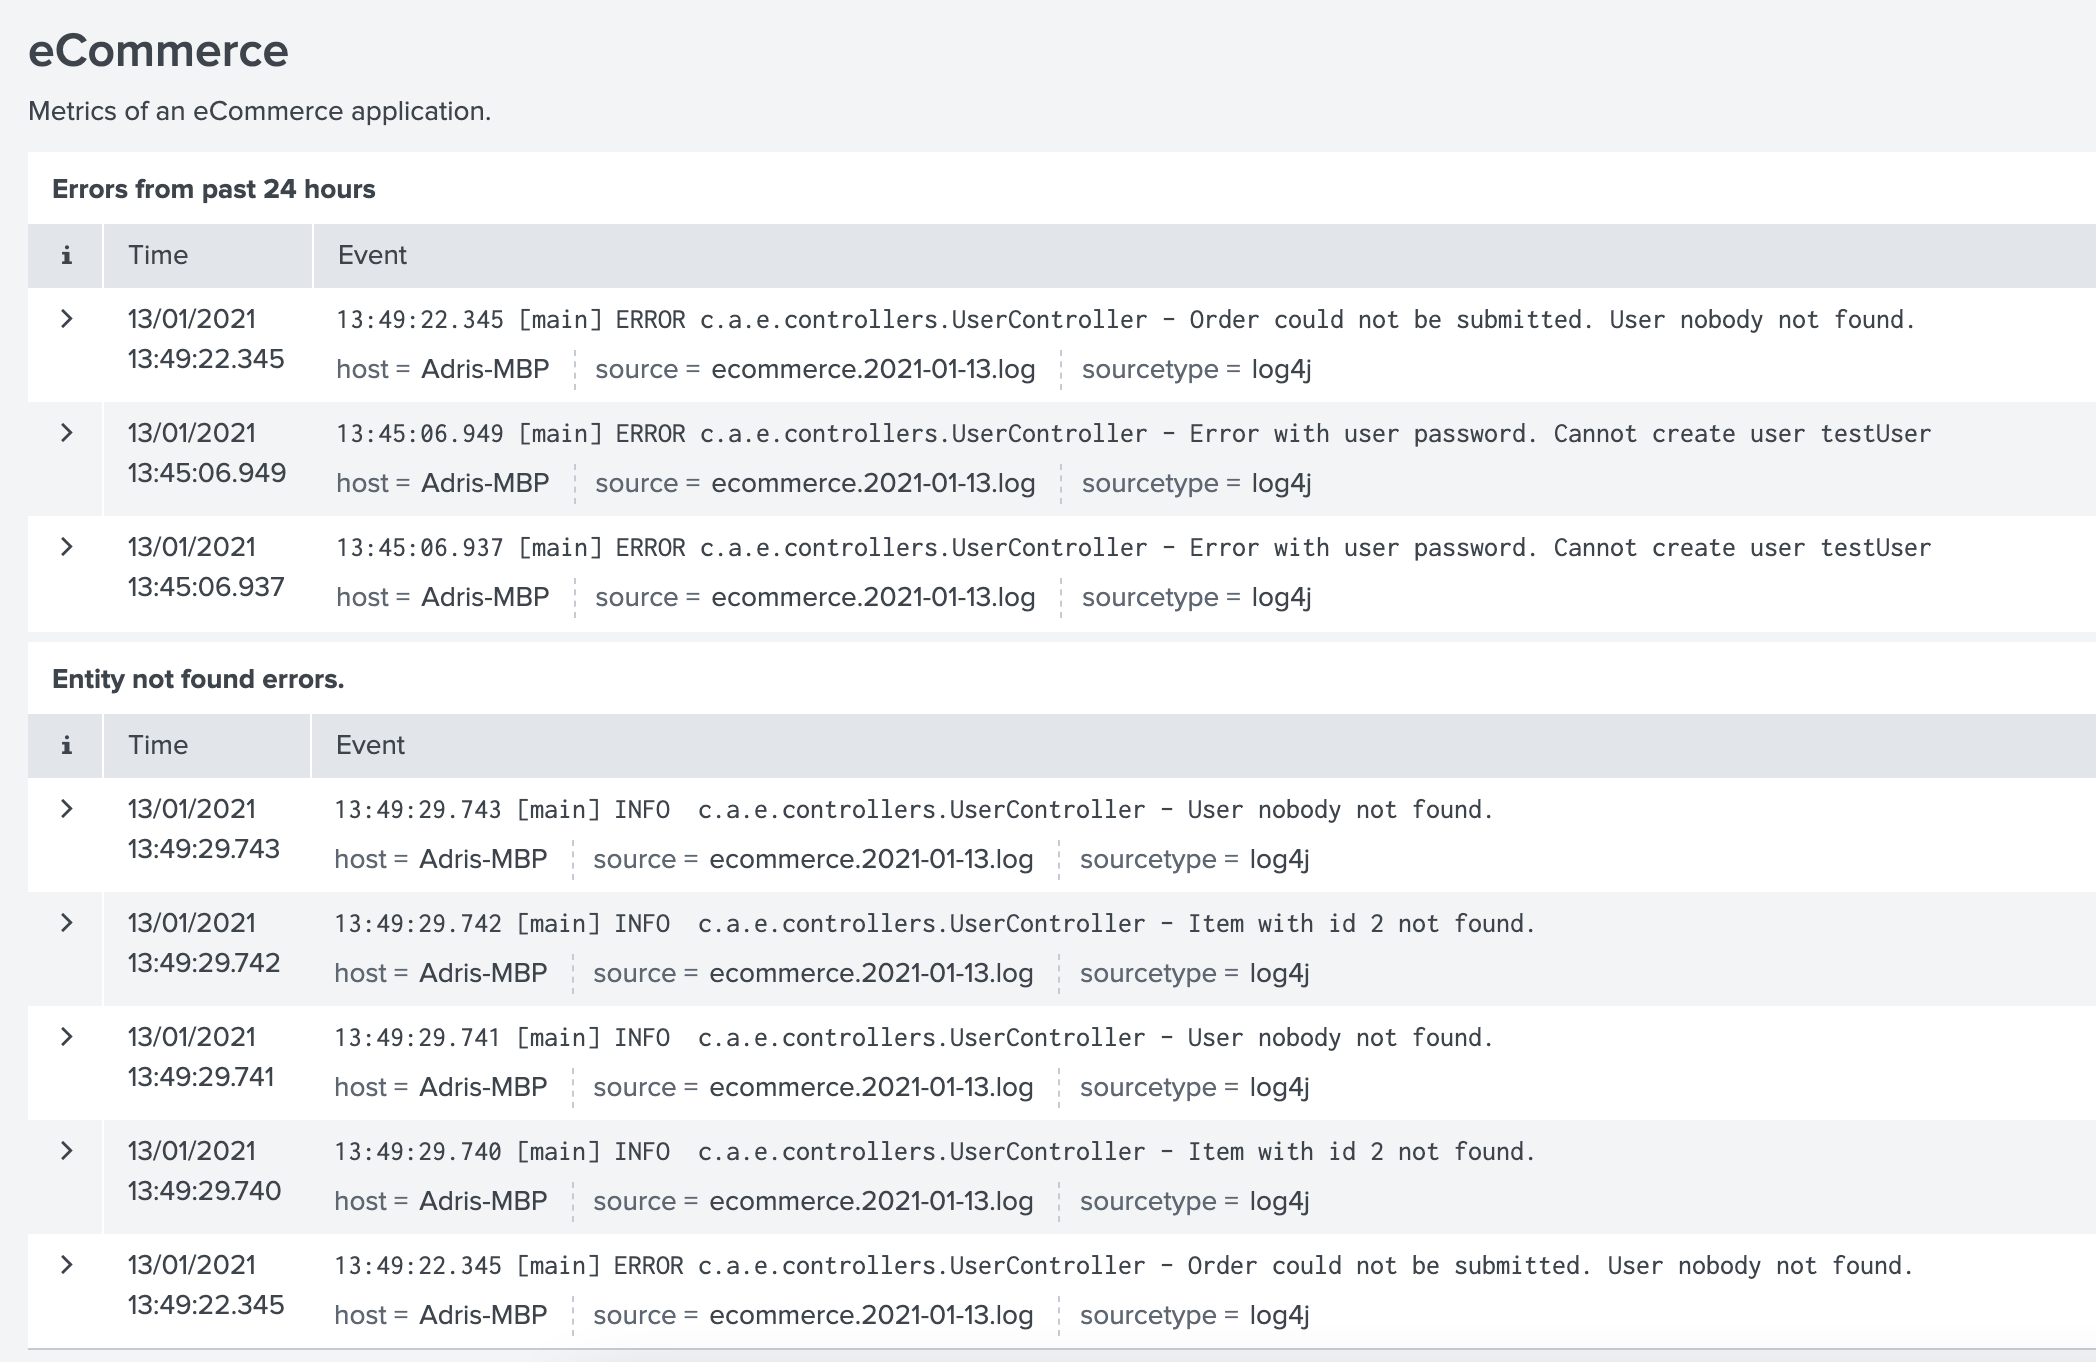 eCommerce
Metrics of an eCommerce application.
Errors from past 24 hours
i Time Event
13/01/2021 13:49:22.345 [main] ERROR c.a.e.controllers.UserController - Order could not be submitted. User nobody not found.
13:49:22.345 host = Adris-MBP source = ecommerce.2021-01-13.log sourcetype = log4j
13/01/2021 13:45:06.949 [main] ERROR c.a.e.controllers.UserController - Error with user password. Cannot create user testUser
13:45:06.949 host = Adris-MBP source = ecommerce.2021-01-13.log sourcetype = log4j
13/01/2021 13:45:06.937 [main] ERROR c.a.e.controllers.UserController - Error with user password. Cannot create user testUser
13:45:06.937 host = Adris-MBP source = ecommerce.2021-01-13.log sourcetype = log4j
Entity not found errors.
i Time Event
13/01/2021 13:49:29.743 [main] INFO  c.a.e.controllers.UserController - User nobody not found.
13:49:29.743 host = Adris-MBP source = ecommerce.2021-01-13.log sourcetype = log4j
13/01/2021 13:49:29.742 [main] INFO  c.a.e.controllers.UserController - Item with id 2 not found.
13:49:29.742 host = Adris-MBP source = ecommerce.2021-01-13.log sourcetype = log4j
13/01/2021 13:49:29.741 [main] INFO  c.a.e.controllers.UserController - User nobody not found.
13:49:29.741 host = Adris-MBP source = ecommerce.2021-01-13.log sourcetype = log4j
13/01/2021 13:49:29.740 [main] INFO  c.a.e.controllers.UserController - Item with id 2 not found.
13:49:29.740 host = Adris-MBP source = ecommerce.2021-01-13.log sourcetype = log4j
13/01/2021 13:49:22.345 [main] ERROR c.a.e.controllers.UserController - Order could not be submitted. User nobody not found.
13:49:22.345 host = Adris-MBP source = ecommerce.2021-01-13.log sourcetype = log4j